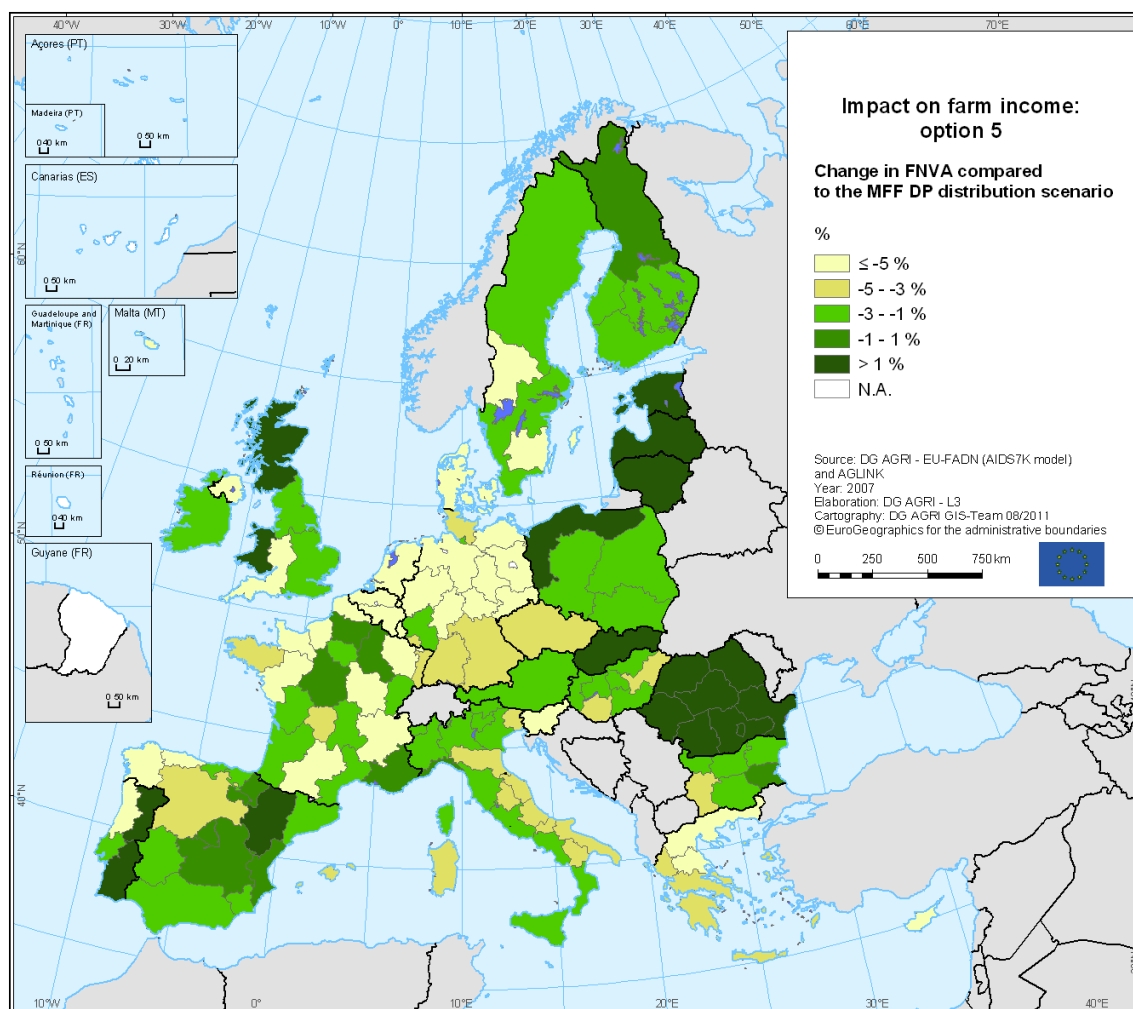 40°W
30°W
20°W
10°W
0°
10°E
20°E
30°E
40°E
50°E
60°E
70°E
Açores (PT)
Madeira (PT)
0 40 km
0 50 km
Canarias (ES)
0 50 km
Guadeloupe and
Martinique (FR)
0 50 km
Malta (MT)
0 20 km
Réunion (FR)
0 40 km
Guyane (FR)
0 50 km
60°N
50°N
40°N
Impact on farm income:
option 5
Change in FNVA compared
to the MFF DP distribution scenario
%
≤ -5 %
-5 - -3 %
-3 - -1 %
-1 - 1 %
> 1 %
N.A.
Source: DG AGRI - EU-FADN (AIDS7K model)
and AGLINK
Year: 2007
Elaboration: DG AGRI - L3
Cartography: DG AGRI GIS-Team 08/2011
© EuroGeographics for the administrative boundaries
0 250 500 750 km
10°W
0°
10°E
20°E
30°E
40°E